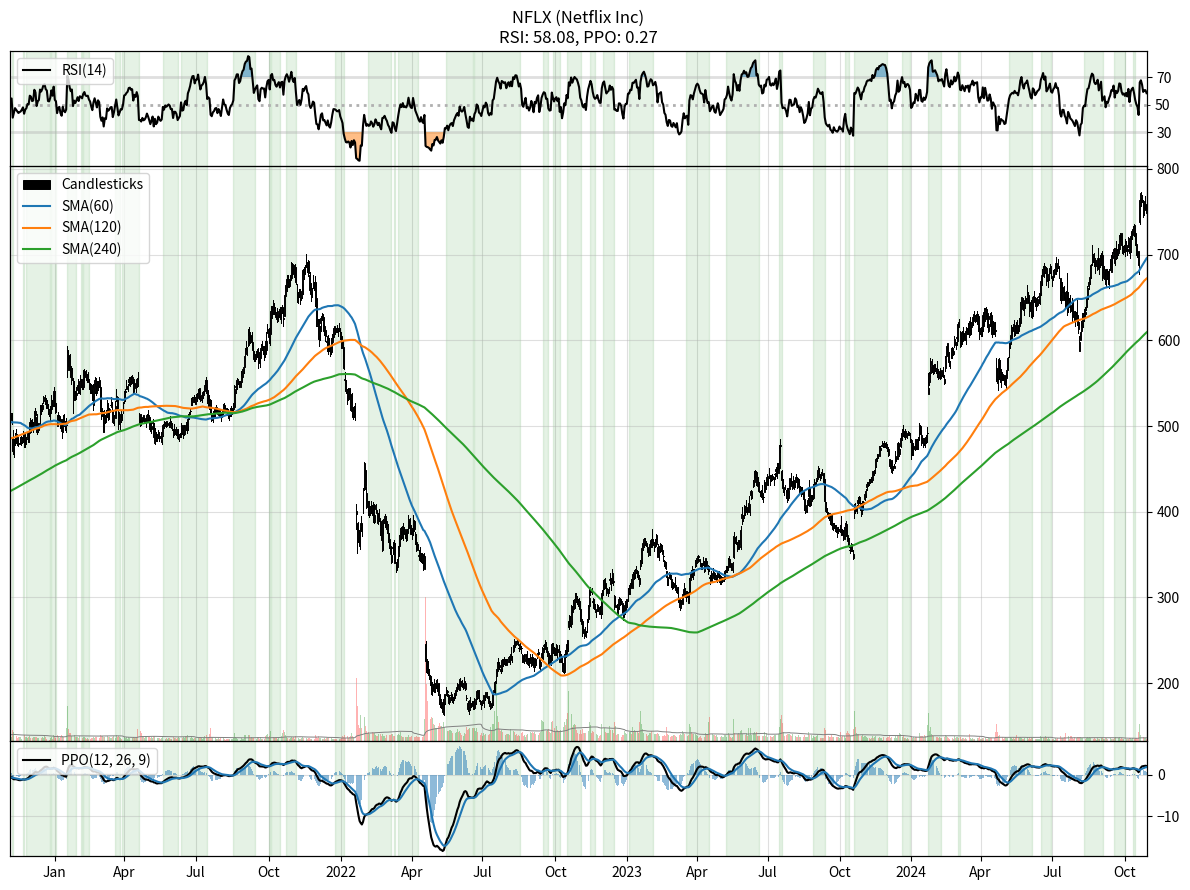 NFLX (Netflix Inc)
RSI: 58.08, PPO: 0.27
RSI(14)
70
50
30
Candlesticks
SMA(60)
SMA(120)
SMA(240)
800
700
600
500
400
300
200
PPO(12, 26, 9)
0
−10
Jan Apr Jul Oct 2022 Apr Jul Oct 2023 Apr Jul Oct 2024 Apr Jul Oct